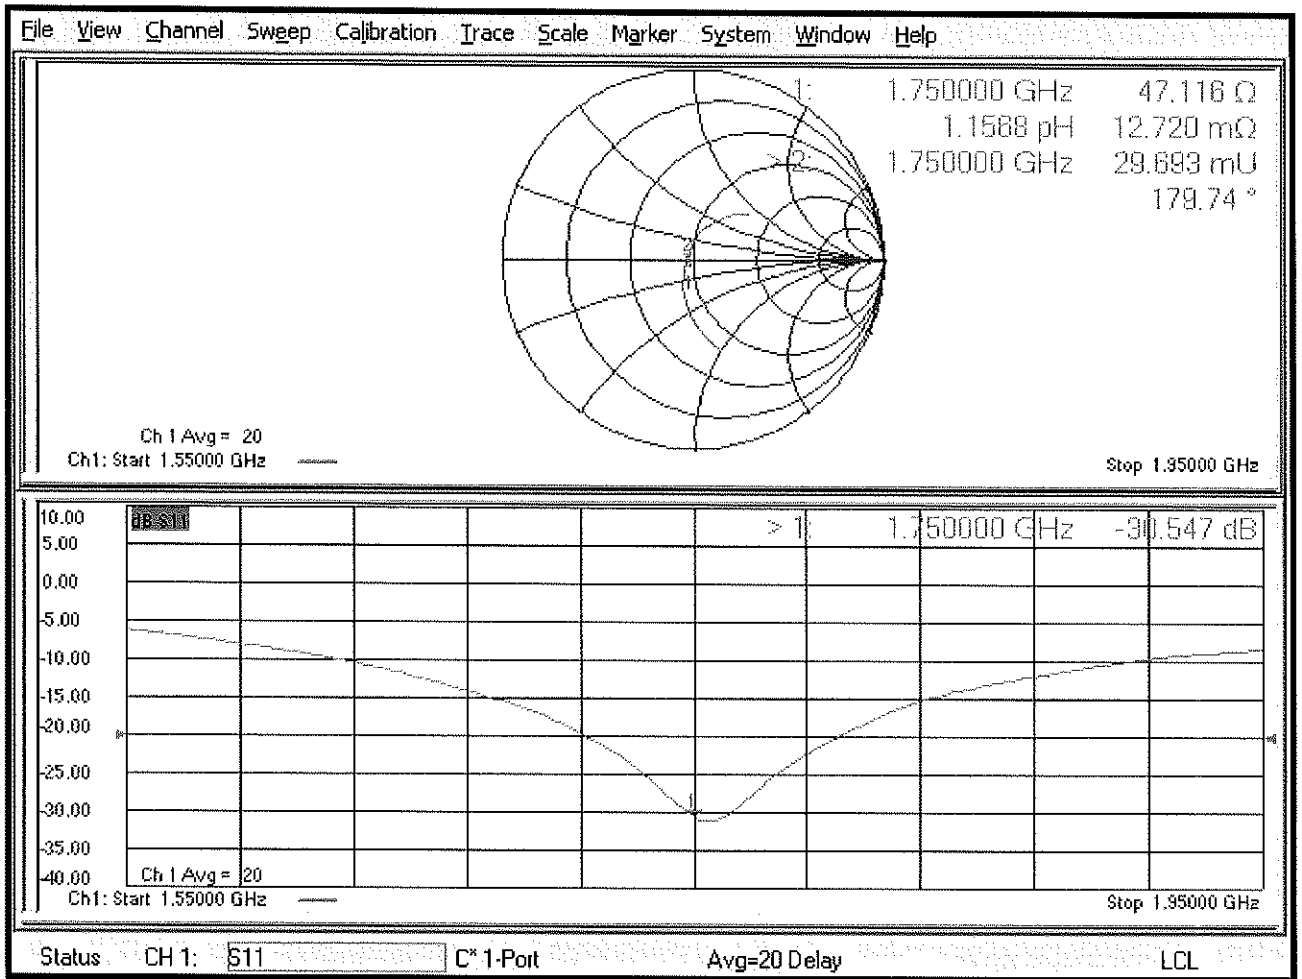 File View Channel Sweep Calibration Trace Scale Marker System Window Help
1: 1.750000 GHz 47.116 Ω
1.1568 pH 12.720 mΩ
> 2: 1.750000 GHz 29.693 mU
179.74 °
Ch 1 Avg = 20
Ch1: Start 1.55000 GHz
Stop 1.95000 GHz
10.00
dB S11
> 1: 1.750000 GHz -30.547 dB
5.00
0.00
-5.00
-10.00
-15.00
-20.00
-25.00
-30.00
1
-35.00
-40.00
Ch 1 Avg = 20
Ch1: Start 1.55000 GHz
Stop 1.95000 GHz
Status CH 1: S11 C* 1-Port Avg=20 Delay LCL